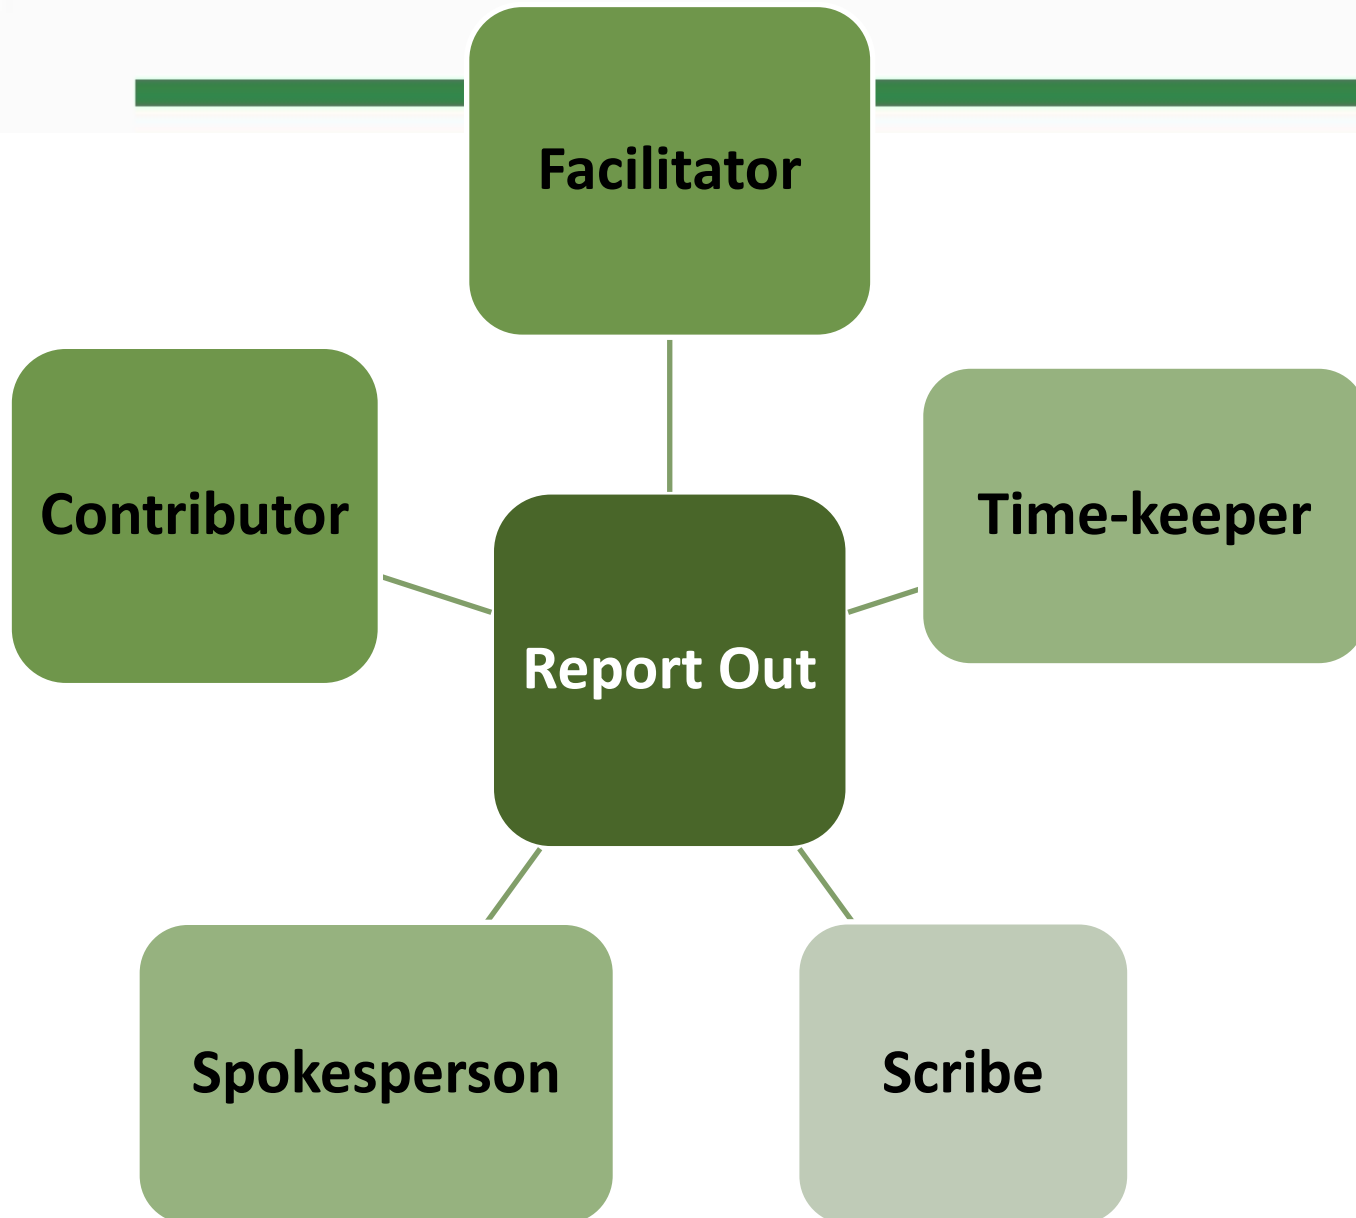 Facilitator
Contributor
Time-keeper
Report Out
Spokesperson
Scribe